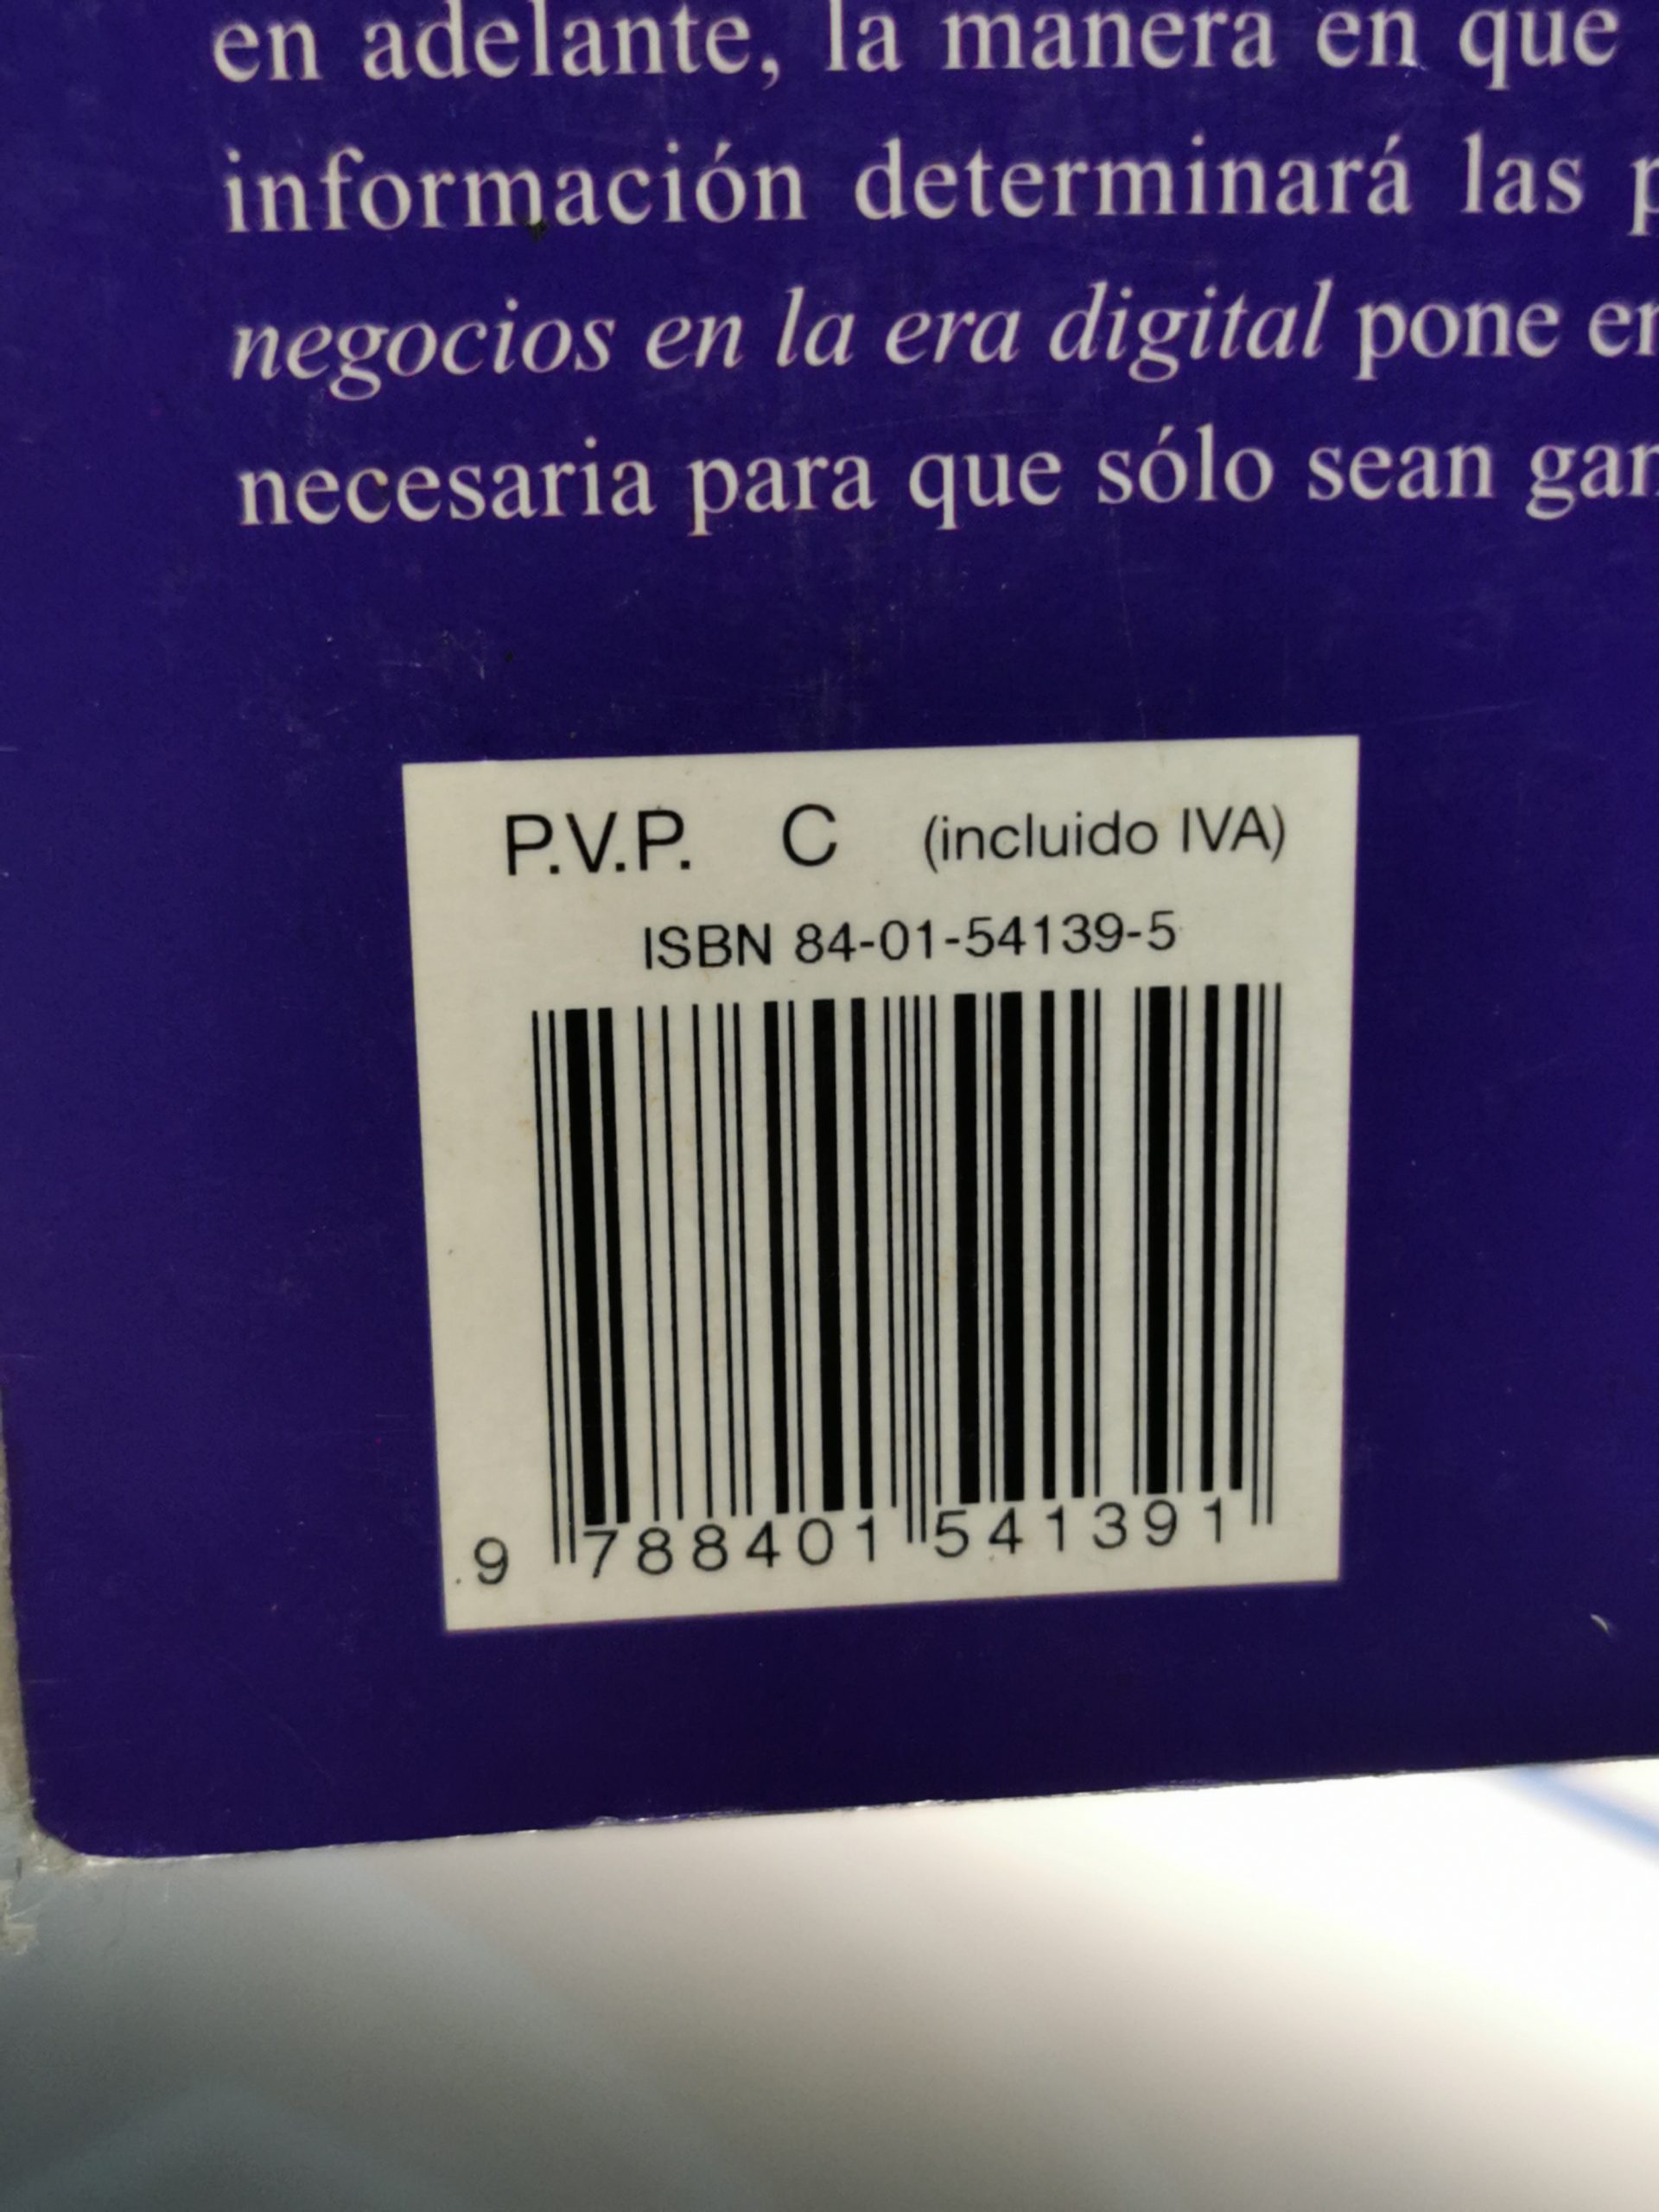 en adelante, la manera en que
información determinará las p
negocios en la era digital pone en
necesaria para que sólo sean gan
P.V.P. C (incluido IVA)
ISBN 84-01-54139-5
9 788401 541391